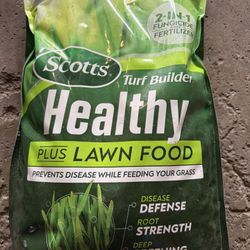 2-IN-1
FUNGICIDE
FERTILIZER
Scotts
Turf Builder
Healthy
PLUS LAWN FOOD
PREVENTS DISEASE WHILE FEEDING YOUR GRASS
DISEASE
DEFENSE
ROOT
STRENGTH
DEEP